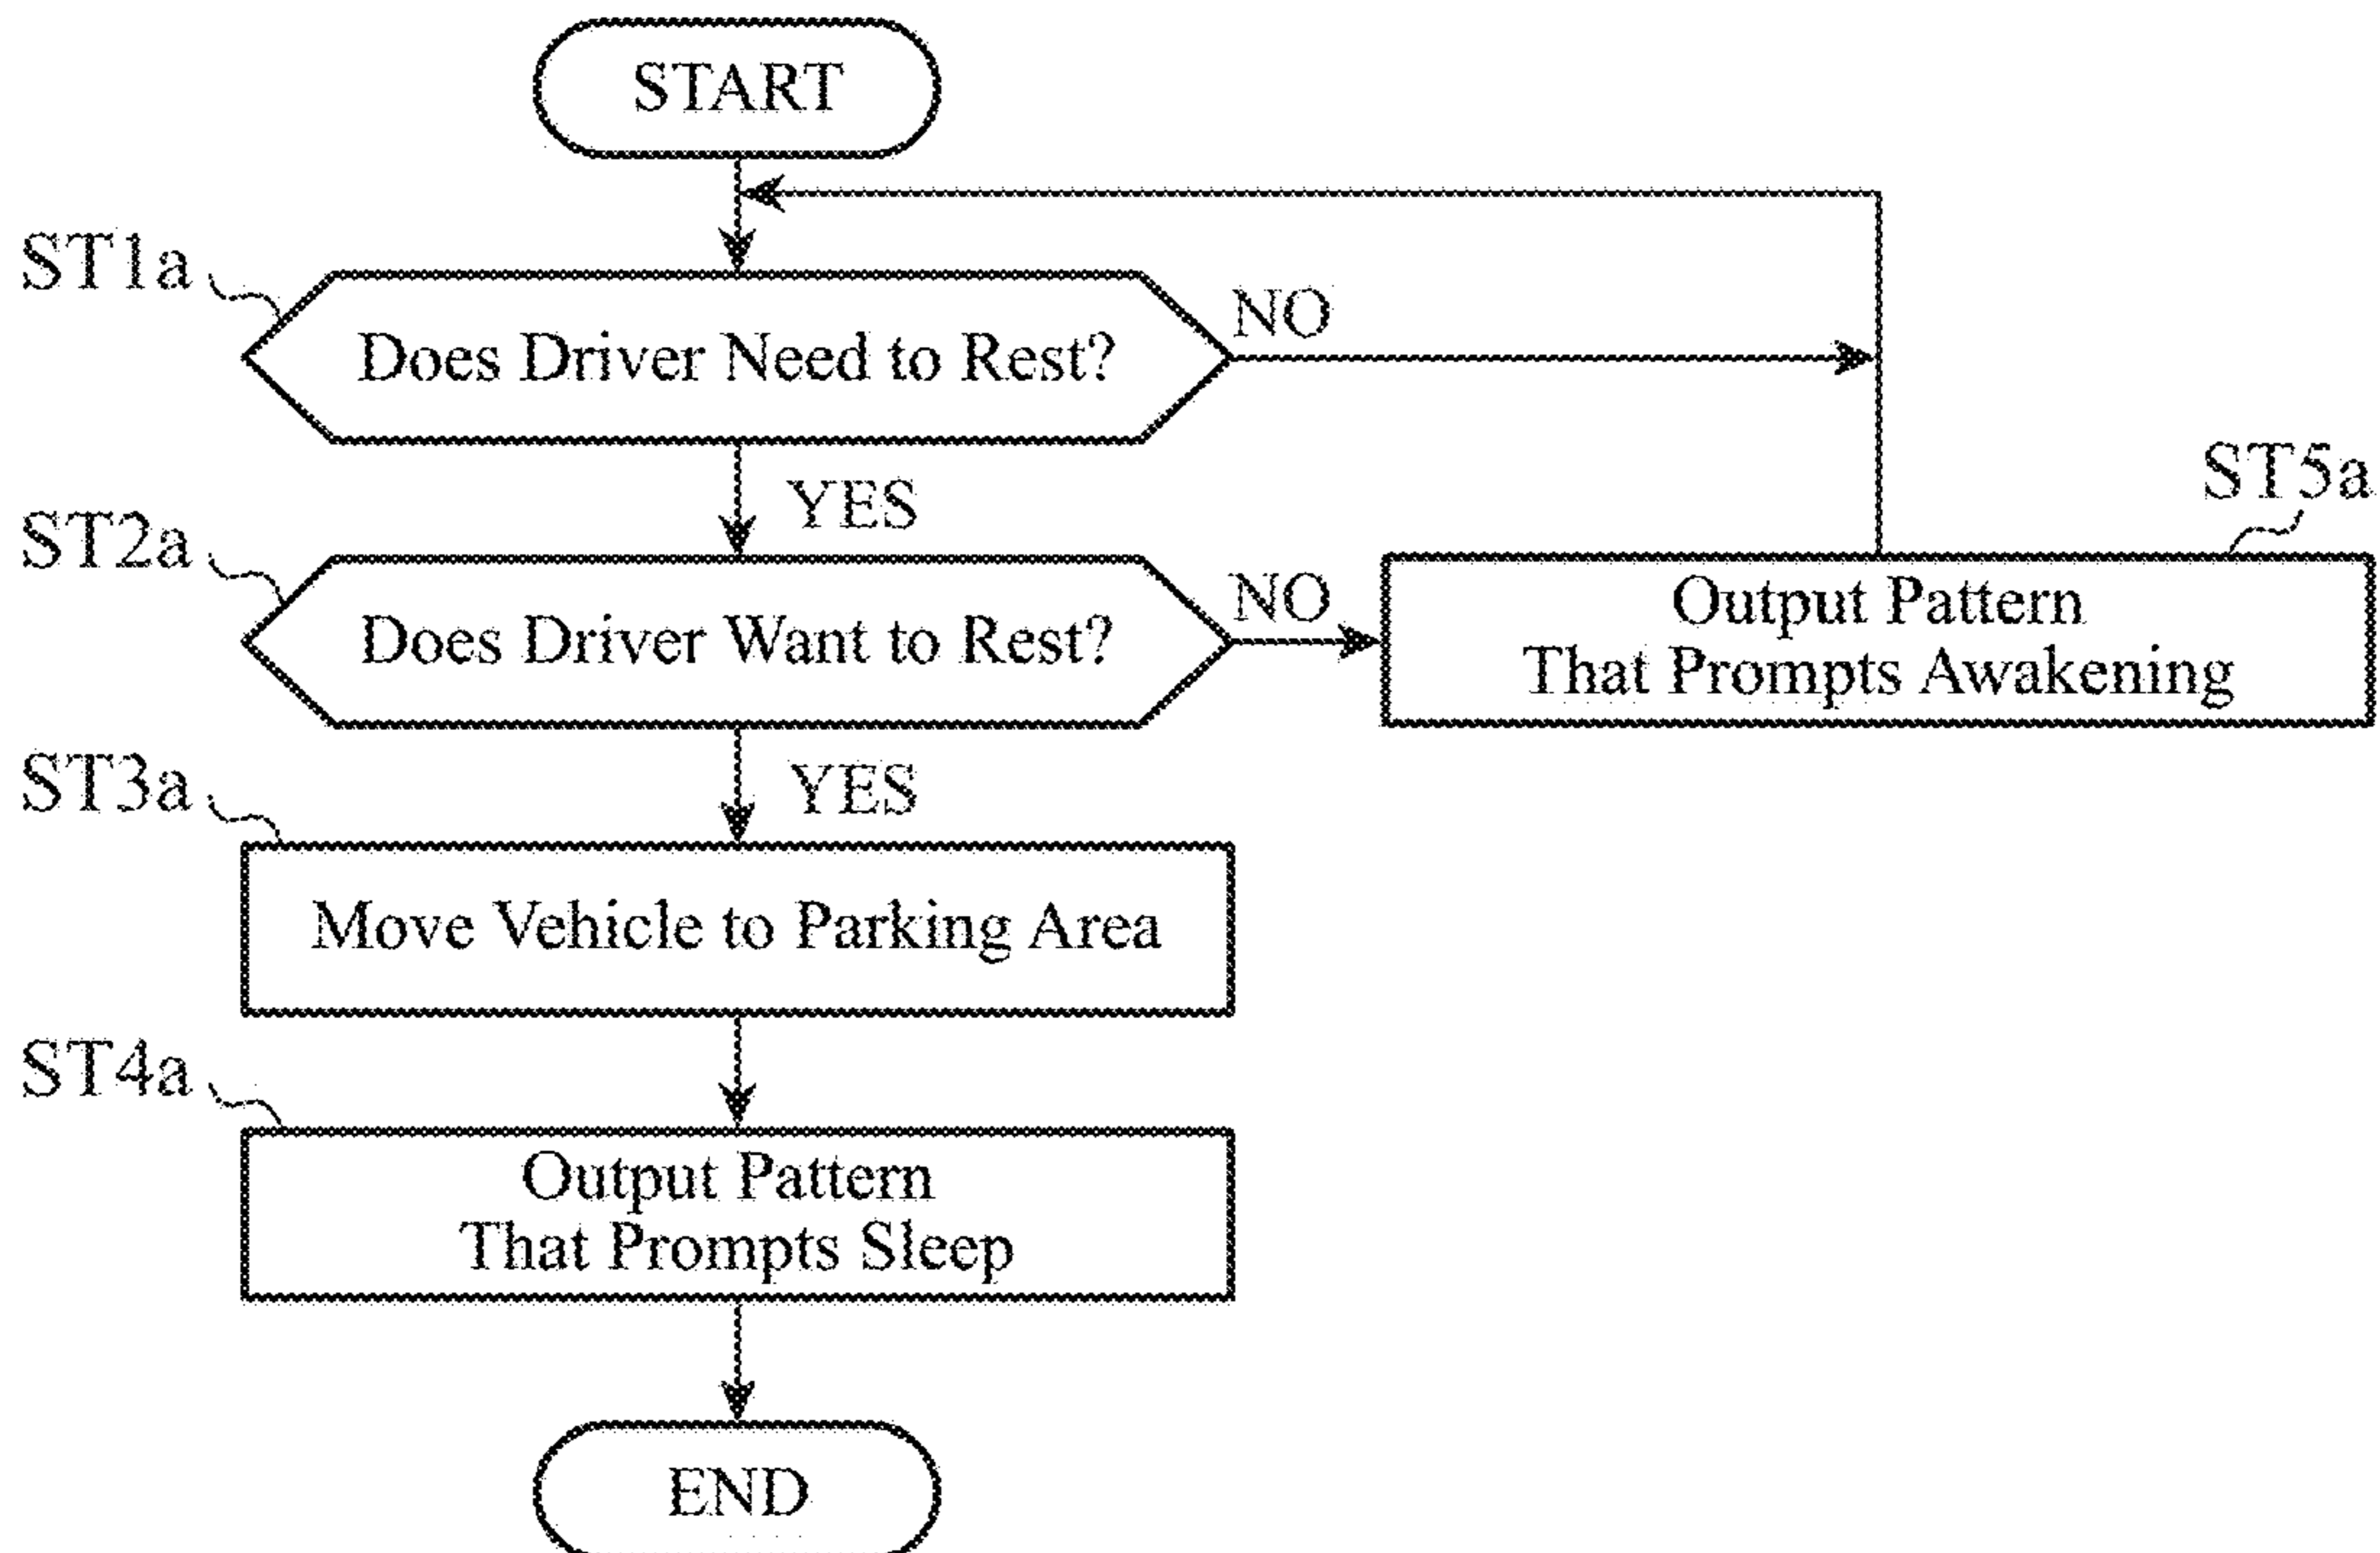 START
ST1a
Does Driver Need to Rest?
NO
YES
ST5a
ST2a
Does Driver Want to Rest?
NO
Output Pattern
That Prompts Awakening
YES
ST3a
Move Vehicle to Parking Area
ST4a
Output Pattern
That Prompts Sleep
END